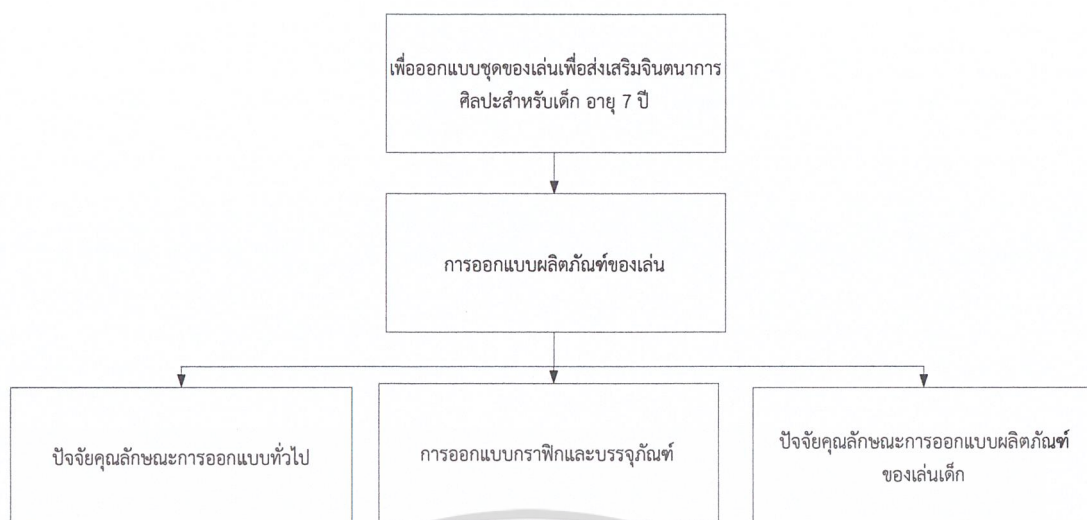 เพื่อออกแบบชุดของเล่นเพื่อส่งเสริมจินตนาการ
ศิลปะสำหรับเด็ก อายุ 7 ปี
การออกแบบผลิตภัณฑ์ของเล่น
ปัจจัยคุณลักษณะการออกแบบทั่วไป
การออกแบบกราฟิกและบรรจุภัณฑ์
ปัจจัยคุณลักษณะการออกแบบผลิตภัณฑ์
ของเล่นเด็ก